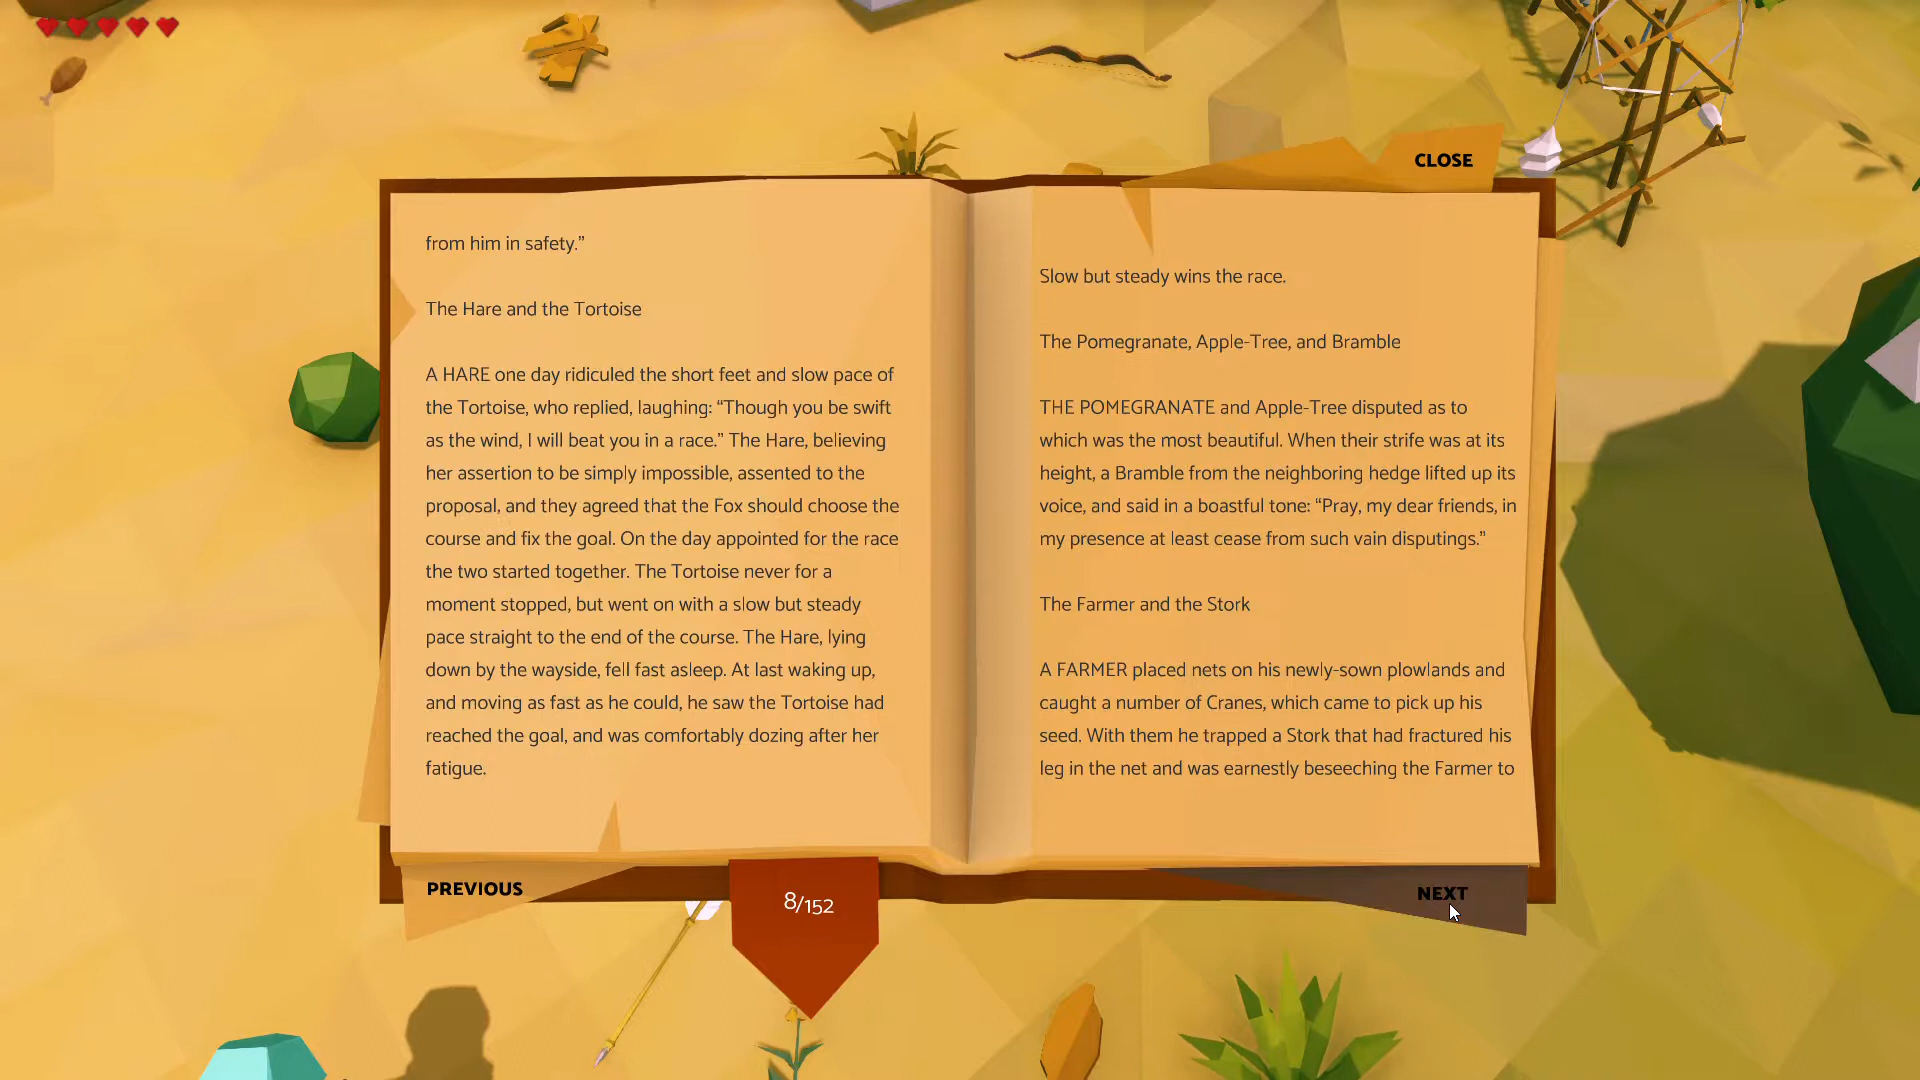 CLOSE
from him in safety.”
The Hare and the Tortoise
A HARE one day ridiculed the short feet and slow pace of
the Tortoise, who replied, laughing: “Though you be swift
as the wind, I will beat you in a race.” The Hare, believing
her assertion to be simply impossible, assented to the
proposal, and they agreed that the Fox should choose the
course and fix the goal. On the day appointed for the race
the two started together. The Tortoise never for a
moment stopped, but went on with a slow but steady
pace straight to the end of the course. The Hare, lying
down by the wayside, fell fast asleep. At last waking up,
and moving as fast as he could, he saw the Tortoise had
reached the goal, and was comfortably dozing after her
fatigue.
Slow but steady wins the race.
The Pomegranate, Apple-Tree, and Bramble
THE POMEGRANATE and Apple-Tree disputed as to
which was the most beautiful. When their strife was at its
height, a Bramble from the neighboring hedge lifted up its
voice, and said in a boastful tone: “Pray, my dear friends, in
my presence at least cease from such vain disputings.”
The Farmer and the Stork
A FARMER placed nets on his newly-sown plowlands and
caught a number of Cranes, which came to pick up his
seed. With them he trapped a Stork that had fractured his
leg in the net and was earnestly beseeching the Farmer to
PREVIOUS
8/152
NEXT